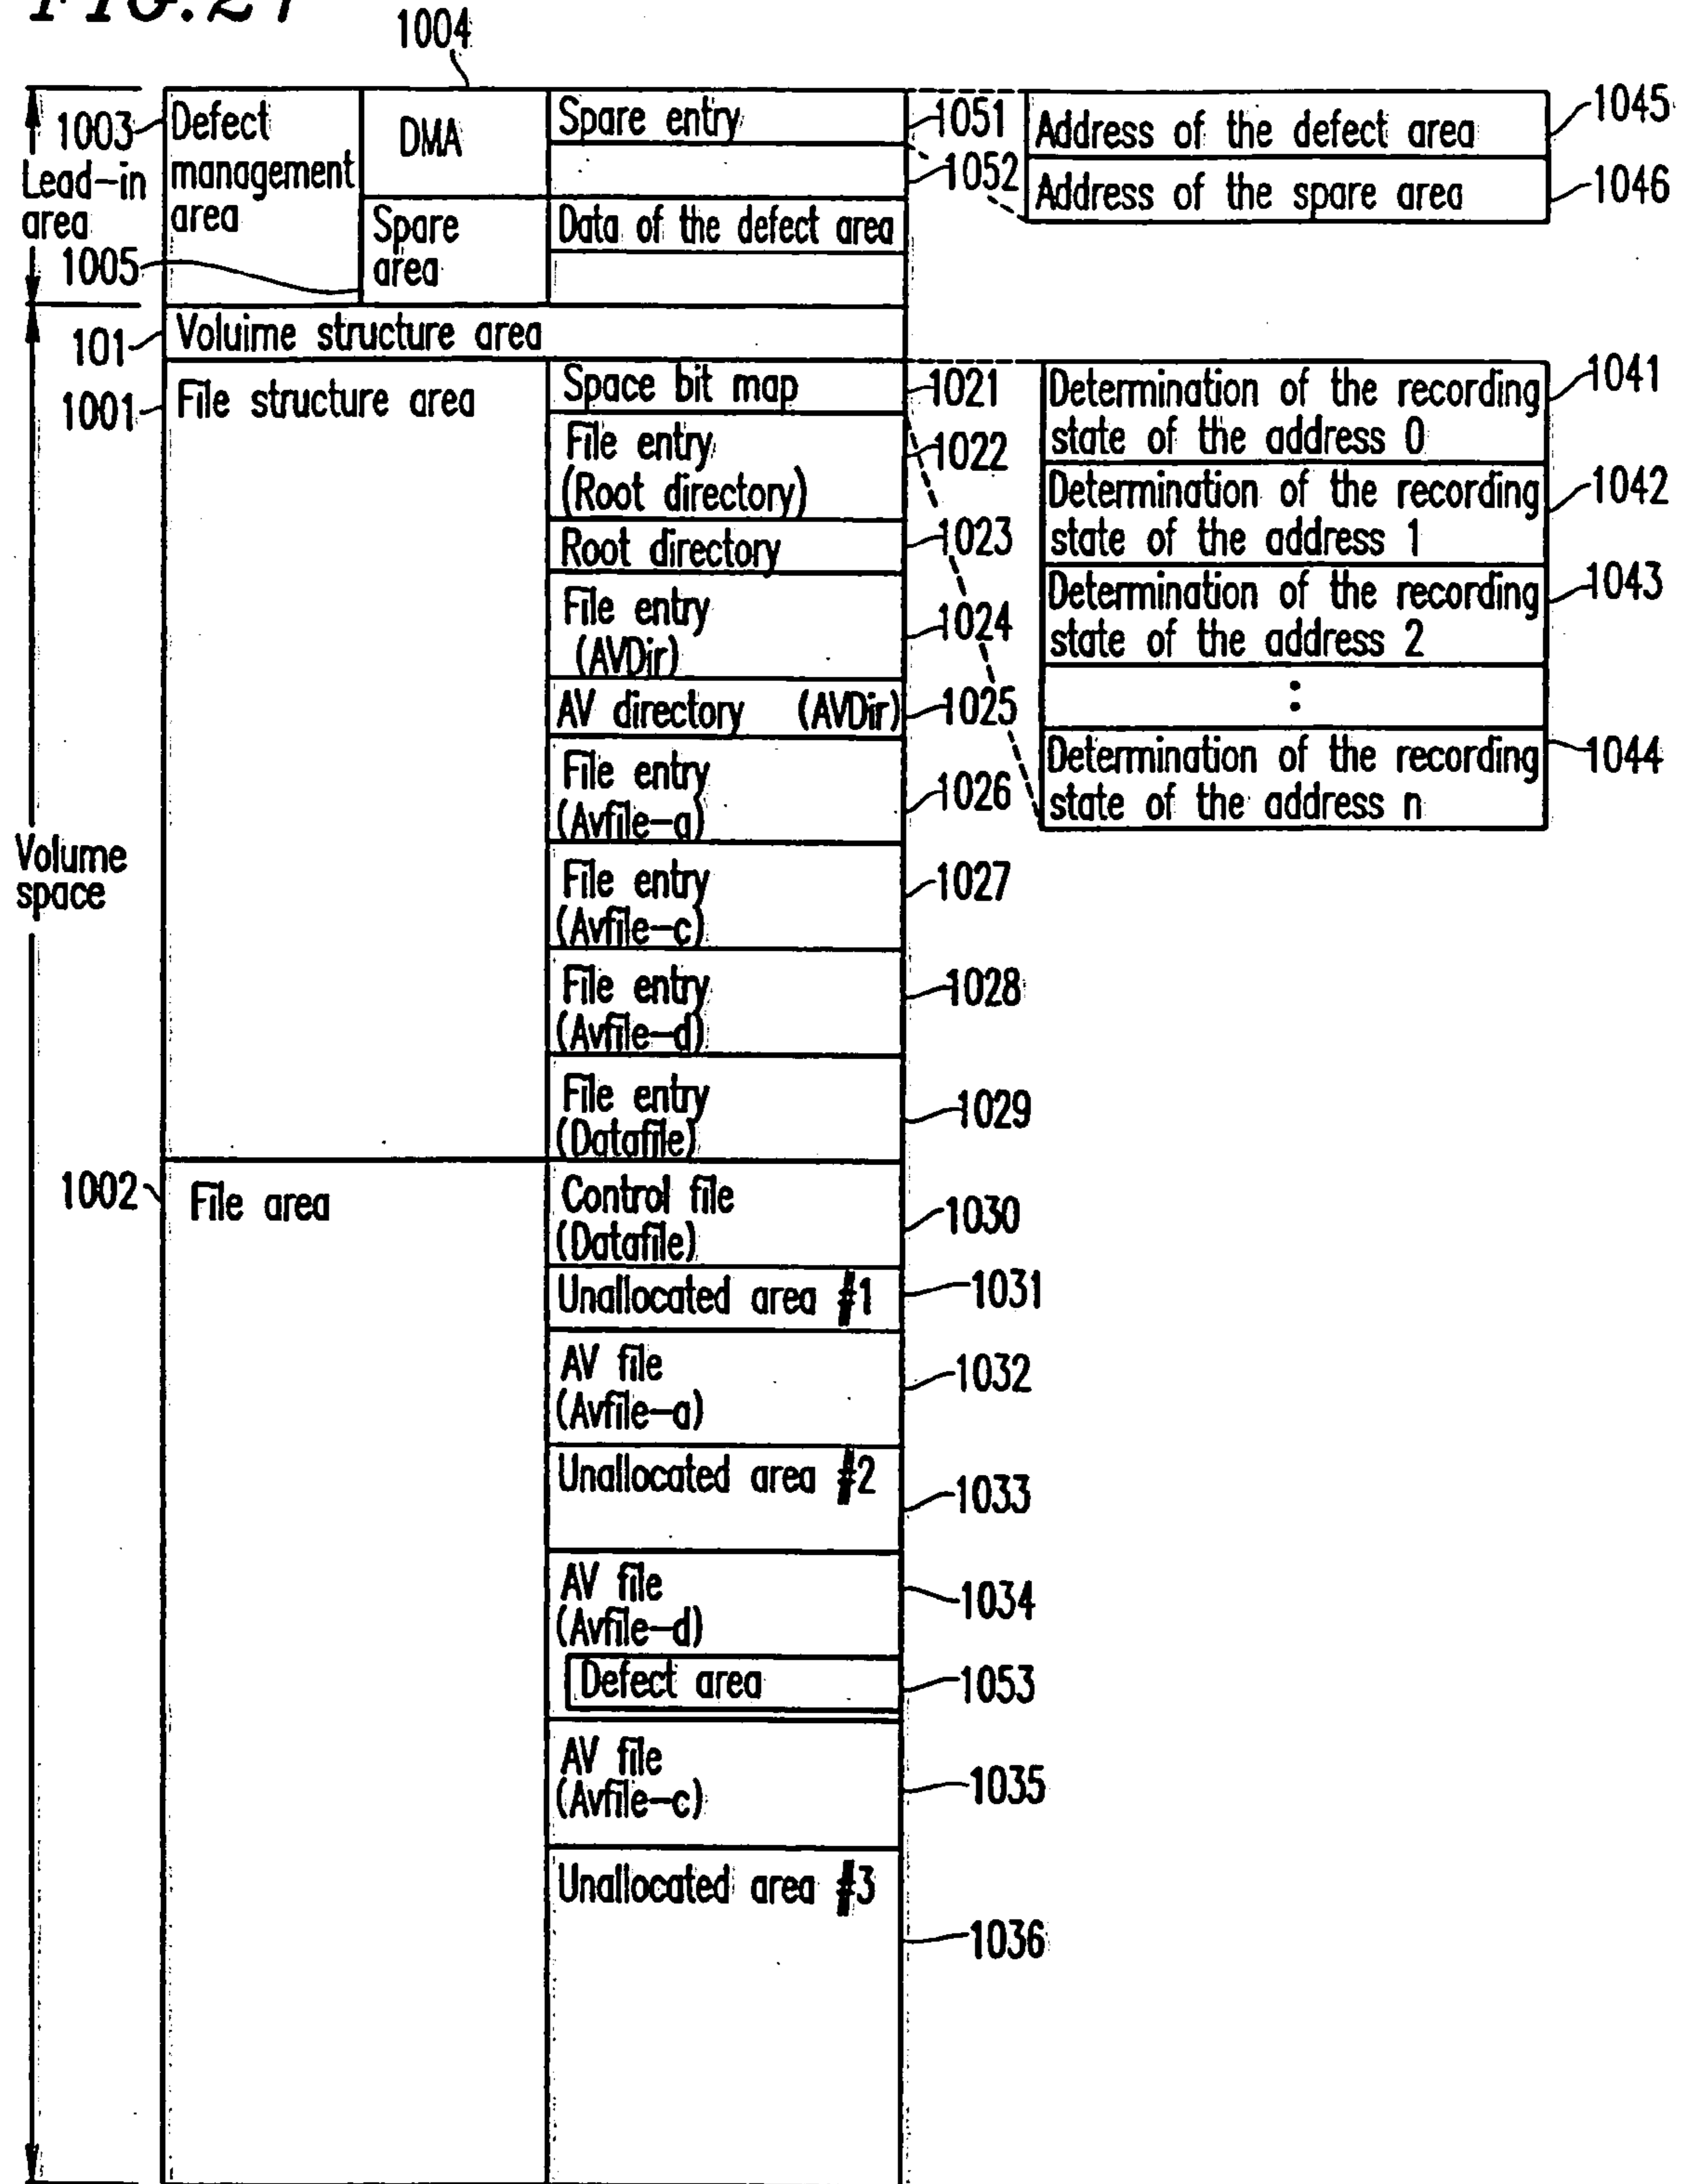 FIG. 27
1004
1003
Defect
management
area
DMA
Spare entry
1051
1052
Address of the defect area
1045
Address of the spare area
1046
Lead-in
area
1005
Spare
area
Data of the defect area
101
Voluime structure area
1001
File structure area
Space bit map
1021
Determination of the recording
state of the address 0
1041
File entry
(Root directory)
1022
Determination of the recording
state of the address 1
1042
Root directory
1023
Determination of the recording
state of the address 2
1043
File entry
(AVDir)
1024
:
AV directory (AVDir)
1025
Determination of the recording
state of the address n
1044
File entry
(Avfile-a)
1026
Volume
space
File entry
(Avfile-c)
1027
File entry
(Avfile-d)
1028
File entry
(Datafile)
1029
1002
File area
Control file
(Datafile)
1030
Unallocated area #1
1031
AV file
(Avfile-a)
1032
Unallocated area #2
1033
AV file
(Avfile-d)
1034
Defect area
1053
AV file
(Avfile-c)
1035
Unallocated area #3
1036